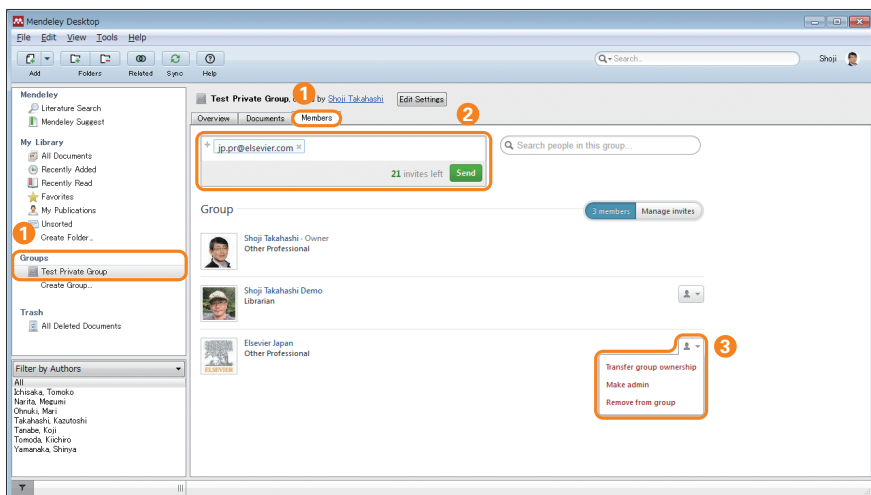 Mendeley Desktop
File Edit View Tools Help
Search...
Shoji
Add Folders Related Sync Help
Mendeley
Literature Search
Mendeley Suggest
My Library
All Documents
Recently Added
Recently Read
Favorites
My Publications
Unsorted
1
Create Folder...
Groups
Test Private Group
Create Group...
Trash
All Deleted Documents
Filter by Authors
All
Ichisaka, Tomoko
Narita, Megumi
Ohnuki, Mari
Takahashi, Kazutoshi
Tanabe, Koji
Tomoda, Kiichiro
Yamanaka, Shinya
1
Test Private Group, by Shoji Takahashi Edit Settings
Overview Documents Members
2
jp.pr@elsevier.com ×
21 invites left Send
Search people in this group...
Group
3 members Manage invites
Shoji Takahashi - Owner
Other Professional
Shoji Takahashi Demo
Librarian
Elsevier Japan
Other Professional
ELSEVIER
3
Transfer group ownership
Make admin
Remove from group